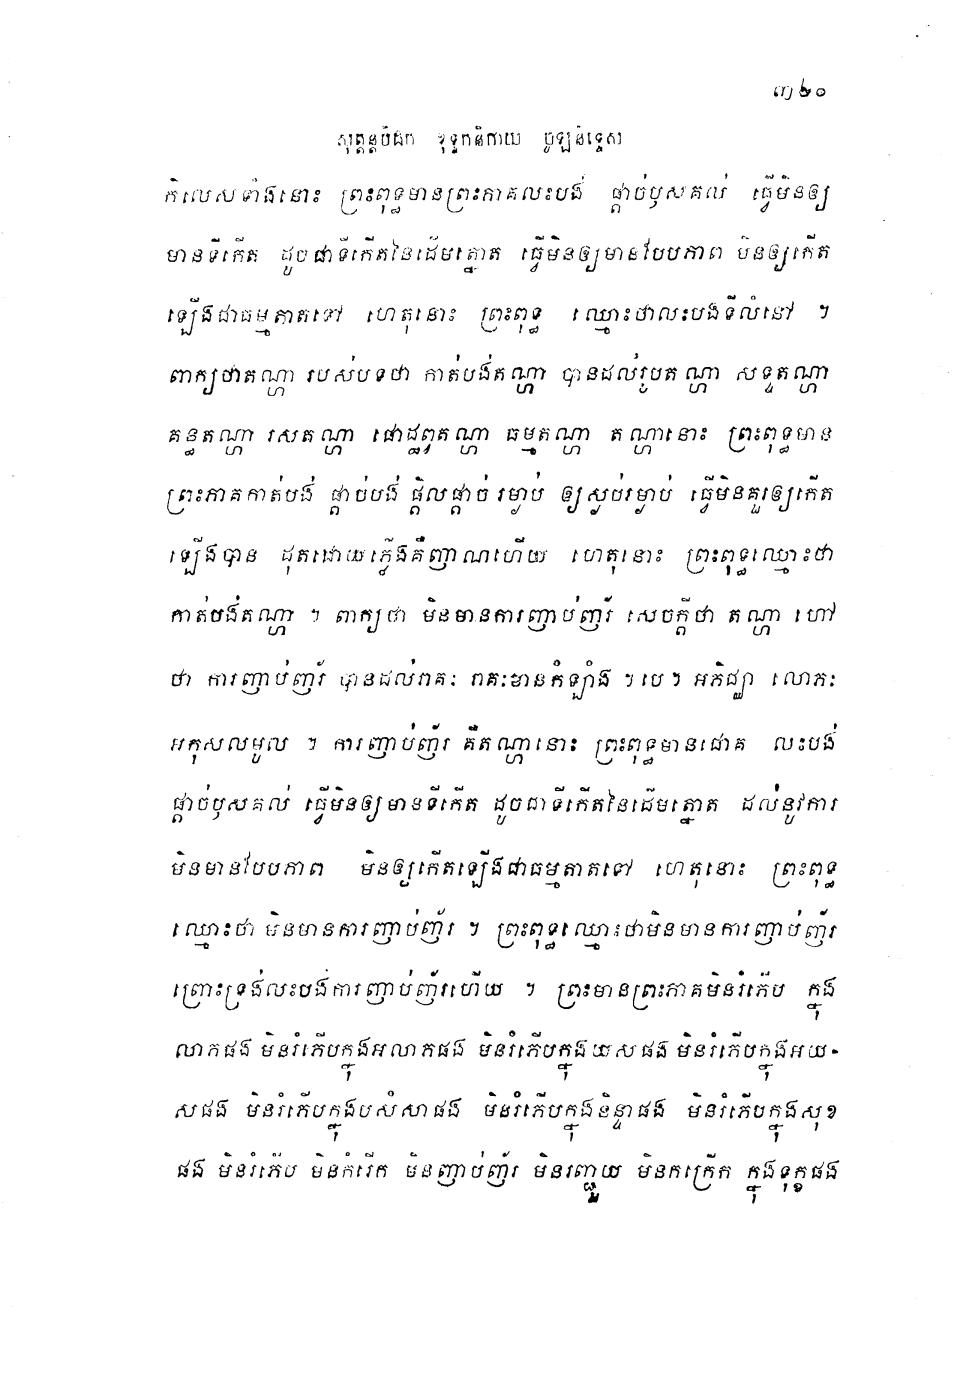 ៣៦០
សុត្តន្តបិដក ខុទ្ទកនិកាយ ចូឡនិទ្ទេស
កិលេសទាំងនោះ ព្រះពុទ្ធមានព្រះភាគលះបង់ ផ្តាច់ឫសគល់ ធ្វើមិនឲ្យ
មានទីកើត ដូចជាទីកើតនៃដើមត្នោត ធ្វើមិនឲ្យមានបែបភាព មិនឲ្យកើត
ឡើងជាធម្មតាតទៅ ហេតុនោះ ព្រះពុទ្ធ ឈ្មោះថាលះបង់ទីលំនៅ ។
ពាក្យថាតណ្ហា របស់បទថា កាត់បង់តណ្ហា បានដល់រូបតណ្ហា សទ្ទតណ្ហា
គន្ធតណ្ហា រសតណ្ហា ផោដ្ឋព្វតណ្ហា ធម្មតណ្ហា តណ្ហានោះ ព្រះពុទ្ធមាន
ព្រះភាគកាត់បង់ ផ្តាច់បង់ ផ្តិលផ្តាច់ រម្ងាប់ ឲ្យស្ងប់រម្ងាប់ ធ្វើមិនគួរឲ្យកើត
ឡើងបាន ដុតដោយភ្លើងគឺញាណហើយ ហេតុនោះ ព្រះពុទ្ធឈ្មោះថា
កាត់បង់តណ្ហា ។ ពាក្យថា មិនមានការញាប់ញ័រ សេចក្តីថា តណ្ហា ហៅ
ថា ការញាប់ញ័រ បានដល់រាគៈ រាគៈមានកំឡាំង ។បេ។ អភិជ្ឈា លោភៈ
អកុសលមូល ។ ការញាប់ញ័រ គឺតណ្ហានោះ ព្រះពុទ្ធមានជោគ លះបង់
ផ្តាច់ឫសគល់ ធ្វើមិនឲ្យមានទីកើត ដូចជាទីកើតនៃដើមត្នោត ដល់នូវការ
មិនមានបែបភាព មិនឲ្យកើតឡើងជាធម្មតាតទៅ ហេតុនោះ ព្រះពុទ្ធ
ឈ្មោះថា មិនមានការញាប់ញ័រ ។ ព្រះពុទ្ធឈ្មោះថាមិនមានការញាប់ញ័រ
ព្រោះទ្រង់លះបង់ការញាប់ញ័រហើយ ។ ព្រះមានព្រះភាគមិនរំភើប ក្នុង
លាភផង មិនរំភើបក្នុងអលាភផង មិនរំភើបក្នុងយសផង មិនរំភើបក្នុងអយ-
សផង មិនរំភើបក្នុងបសំសាផង មិនរំភើបក្នុងនិន្ទាផង មិនរំភើបក្នុងសុខ
ផង មិនរំភើប មិនកំរើក មិនញាប់ញ័រ មិនរញ្ជួយ មិនកក្រើក ក្នុងទុក្ខផង